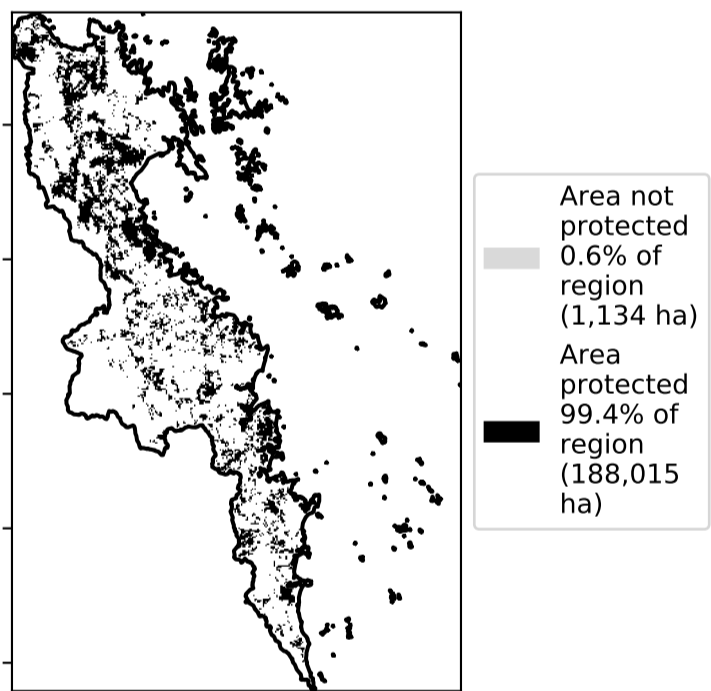 Area not
protected
0.6% of
region
(1,134 ha)
Area
protected
99.4% of
region
(188,015
ha)